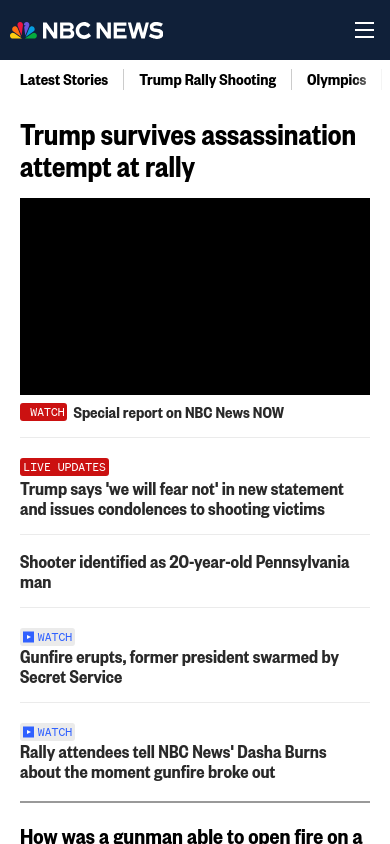 NBC NEWS
Latest Stories
Trump Rally Shooting
Olympics
Trump survives assassination
attempt at rally
WATCH Special report on NBC News NOW
LIVE UPDATES
Trump says 'we will fear not' in new statement
and issues condolences to shooting victims
Shooter identified as 20-year-old Pennsylvania
man
WATCH
Gunfire erupts, former president swarmed by
Secret Service
WATCH
Rally attendees tell NBC News' Dasha Burns
about the moment gunfire broke out
How was a gunman able to open fire on a